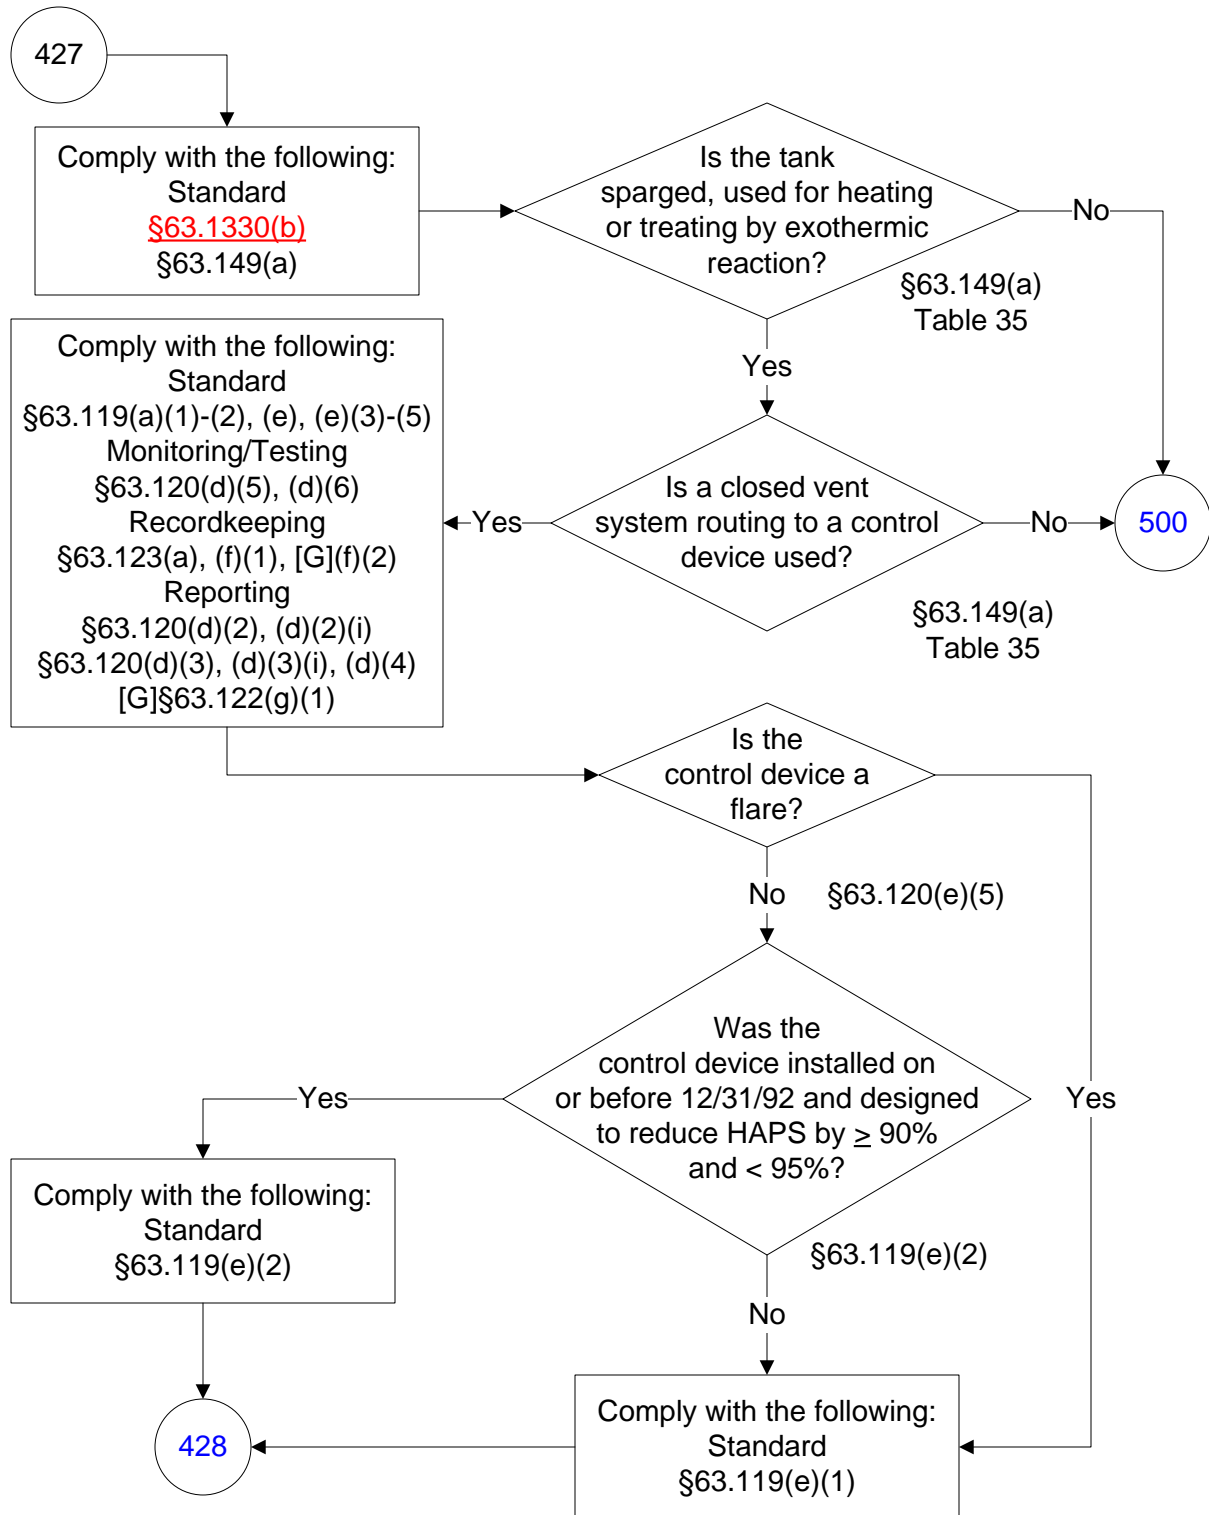 427
Comply with the following:
Standard
§63.1330(b)
§63.149(a)
Is the tank
sparged, used for heating
or treating by exothermic
reaction?
No
§63.149(a)
Table 35
Yes
Comply with the following:
Standard
§63.119(a)(1)-(2), (e), (e)(3)-(5)
Monitoring/Testing
§63.120(d)(5), (d)(6)
Recordkeeping
§63.123(a), (f)(1), [G](f)(2)
Reporting
§63.120(d)(2), (d)(2)(i)
§63.120(d)(3), (d)(3)(i), (d)(4)
[G]§63.122(g)(1)
Yes
Is a closed vent
system routing to a control
device used?
No
500
§63.149(a)
Table 35
Is the
control device a
flare?
No
§63.120(e)(5)
Was the
control device installed on
or before 12/31/92 and designed
to reduce HAPS by ≥ 90%
and < 95%?
Yes
Yes
Comply with the following:
Standard
§63.119(e)(2)
§63.119(e)(2)
No
428
Comply with the following:
Standard
§63.119(e)(1)